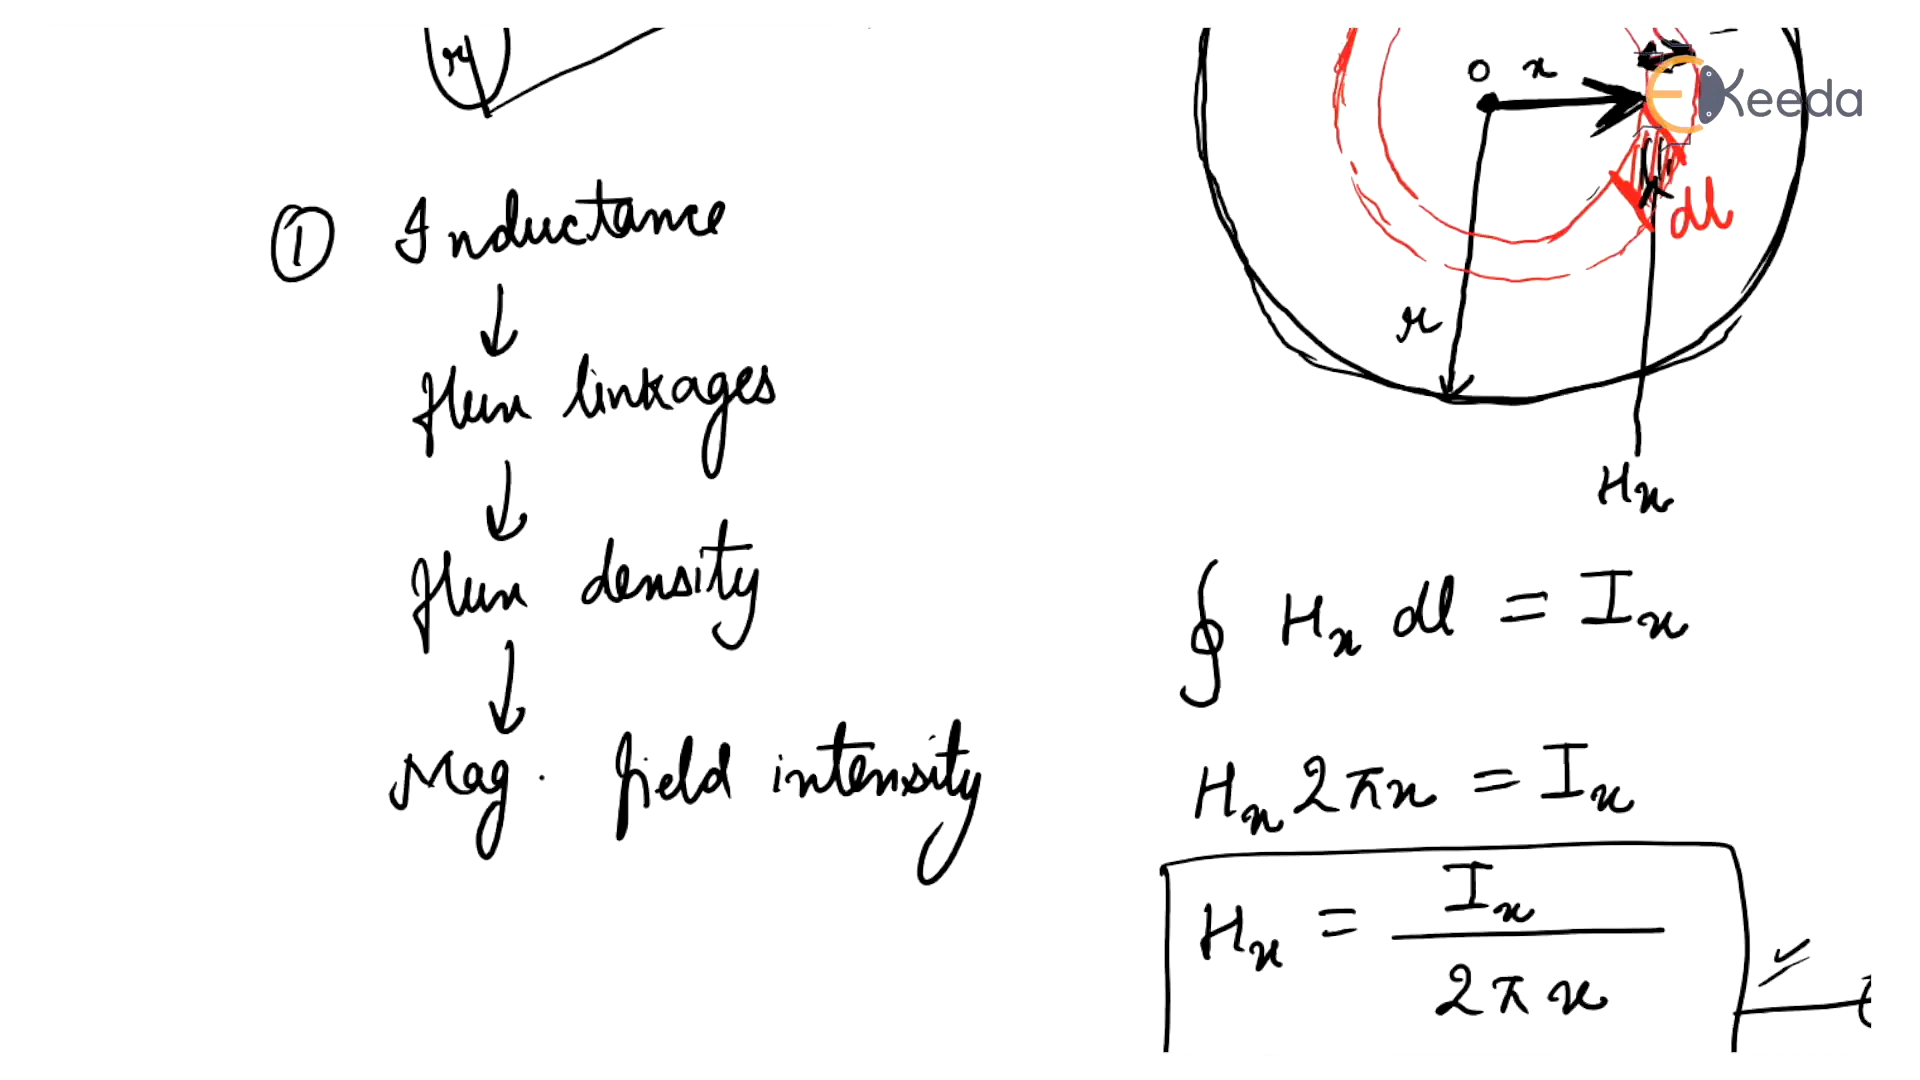 r
① Inductance
↓
flux linkages
↓
flux density
↓
Mag. field intensity
o x
EKeeda
dl
r
Hx
∮ Hx dl = Ix
Hx 2πx = Ix
Hx = Ix / 2πx